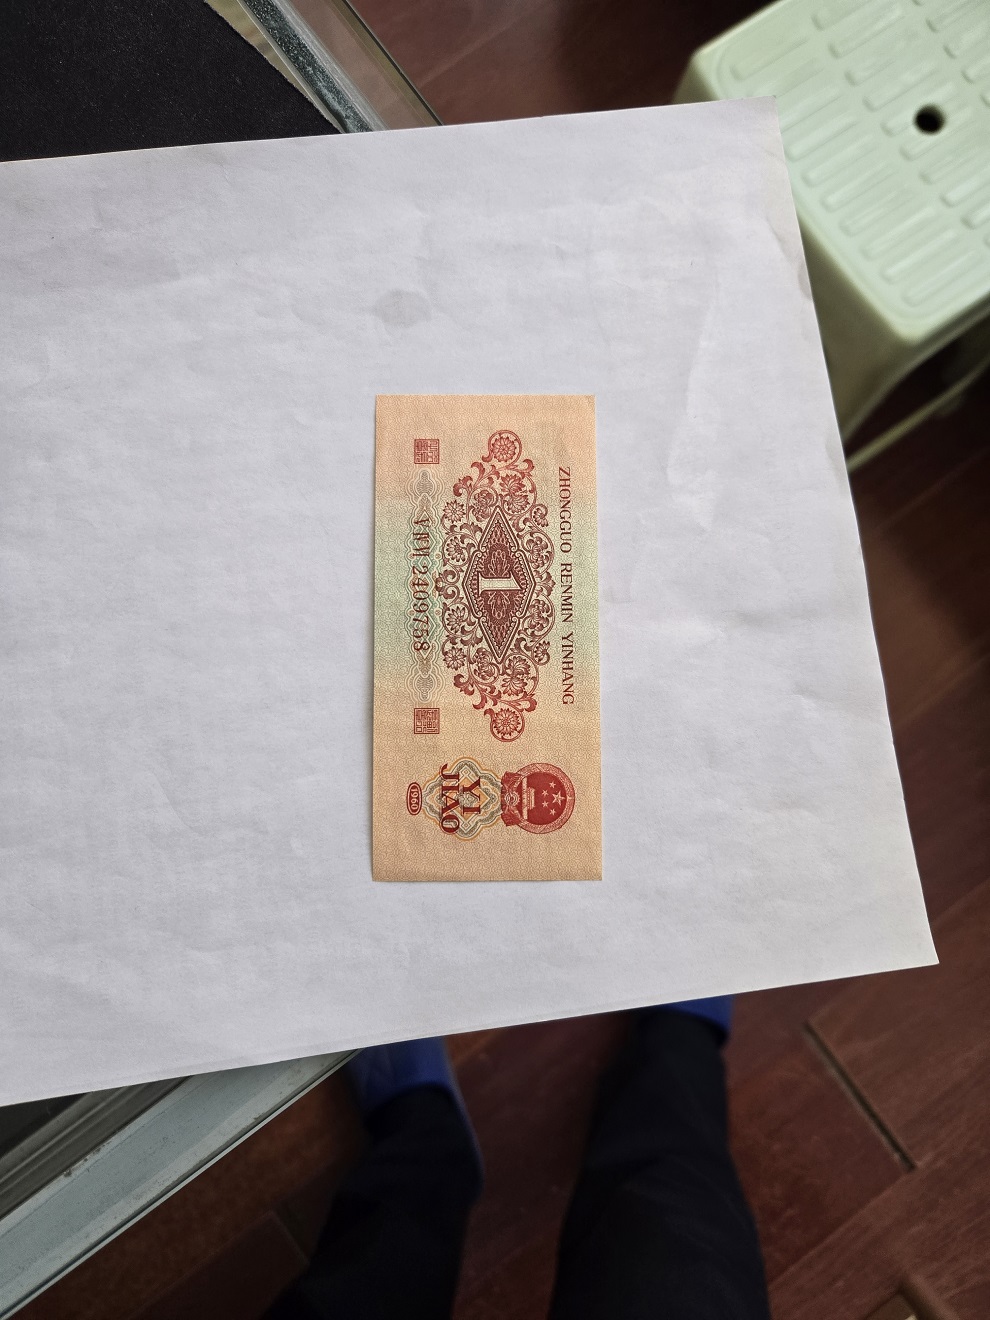 ZHONGGUO RENMIN YINHANG
1
2409758
YI
JIAO
1960